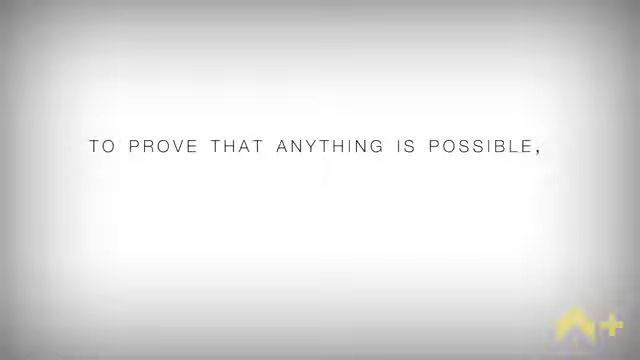 TO PROVE THAT ANYTHING IS POSSIBLE,